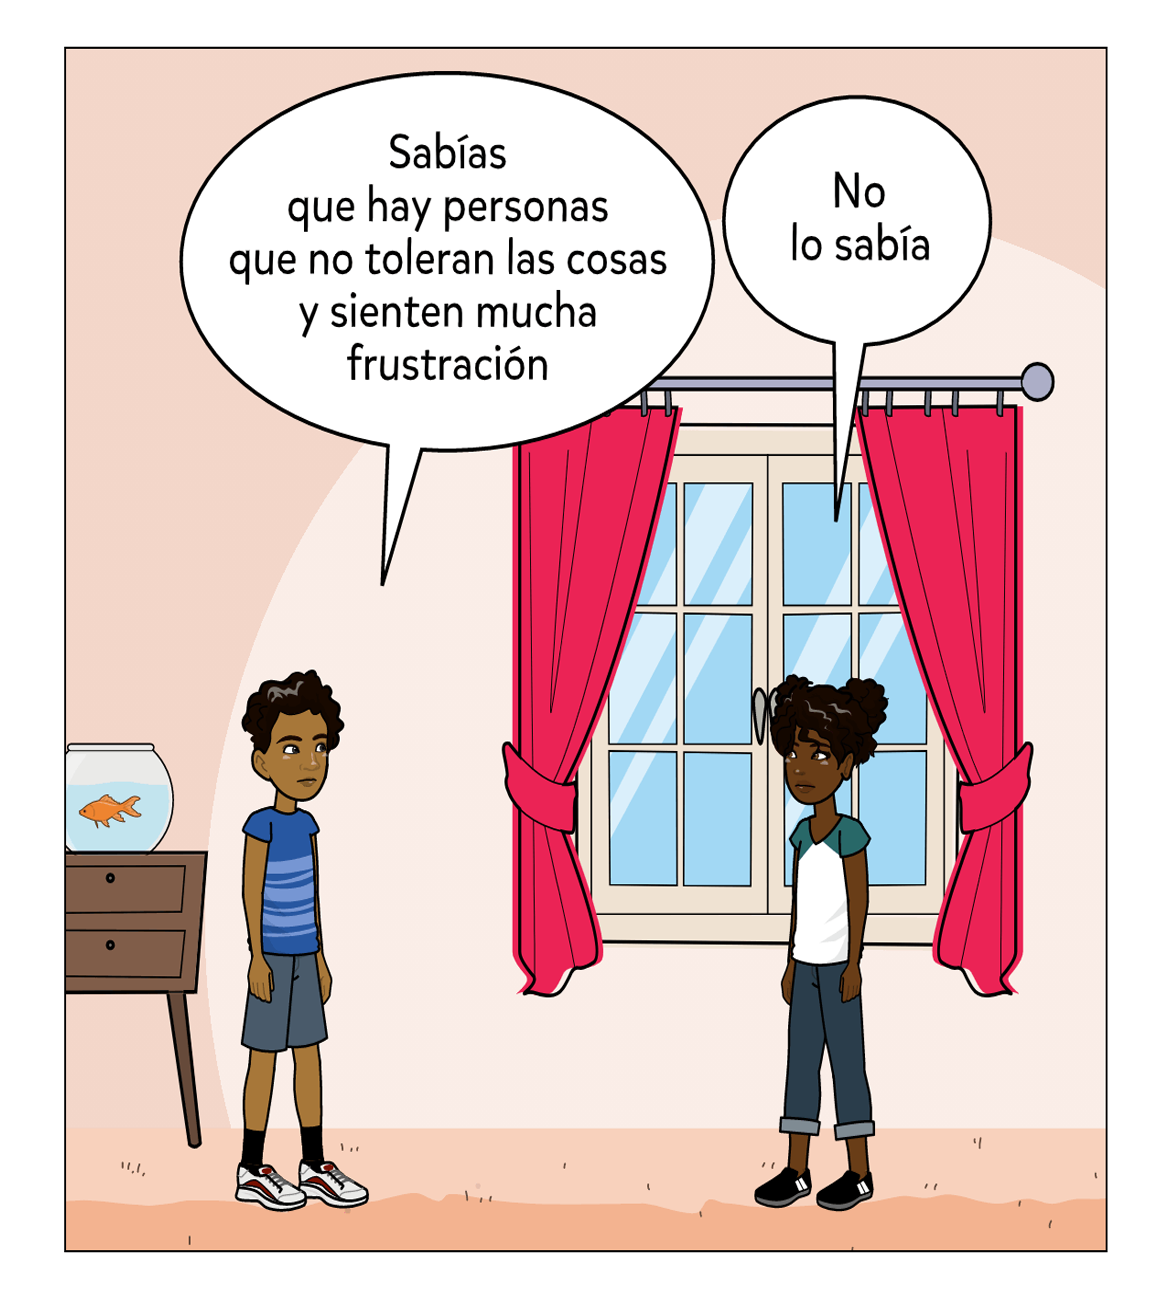 Sabías
que hay personas
que no toleran las cosas
y sienten mucha
frustración
No
lo sabía